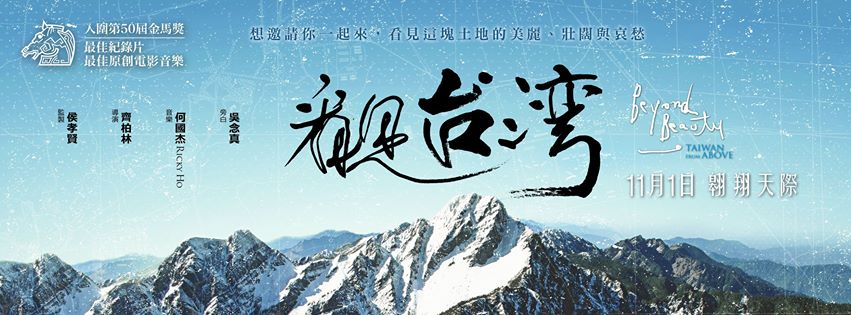 入圍第50屆金馬獎
最佳紀錄片
最佳原創電影音樂
想邀請你一起來，看見這塊土地的美麗、壯闊與哀愁
看見台湾
Beyond
Beauty
TAIWAN
FROM ABOVE
11月1日 翱翔天際
旁白 吳念真
音樂 何國杰 RICKY HO
導演 齊柏林
監製 侯孝賢